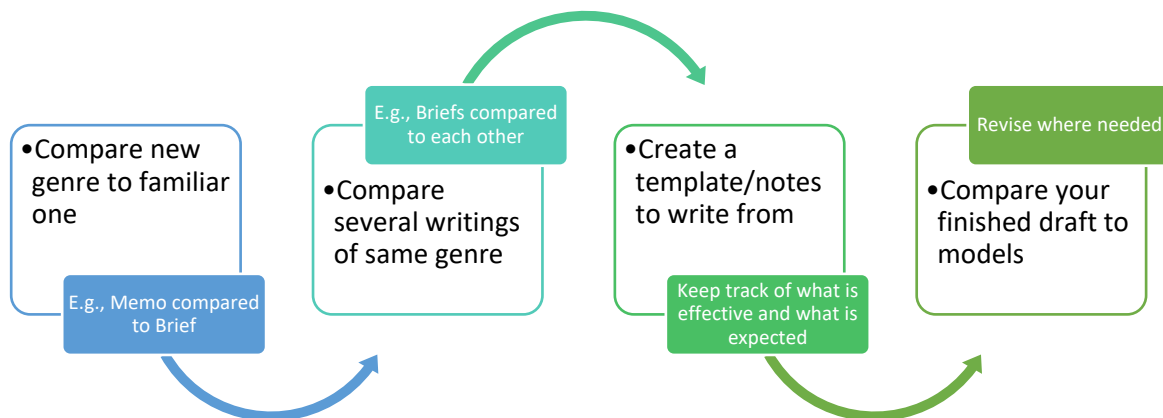 •Compare new
genre to familiar
one
E.g., Memo compared
to Brief
E.g., Briefs compared
to each other
•Compare
several writings
of same genre
•Create a
template/notes
to write from
Keep track of what is
effective and what is
expected
Revise where needed
•Compare your
finished draft to
models